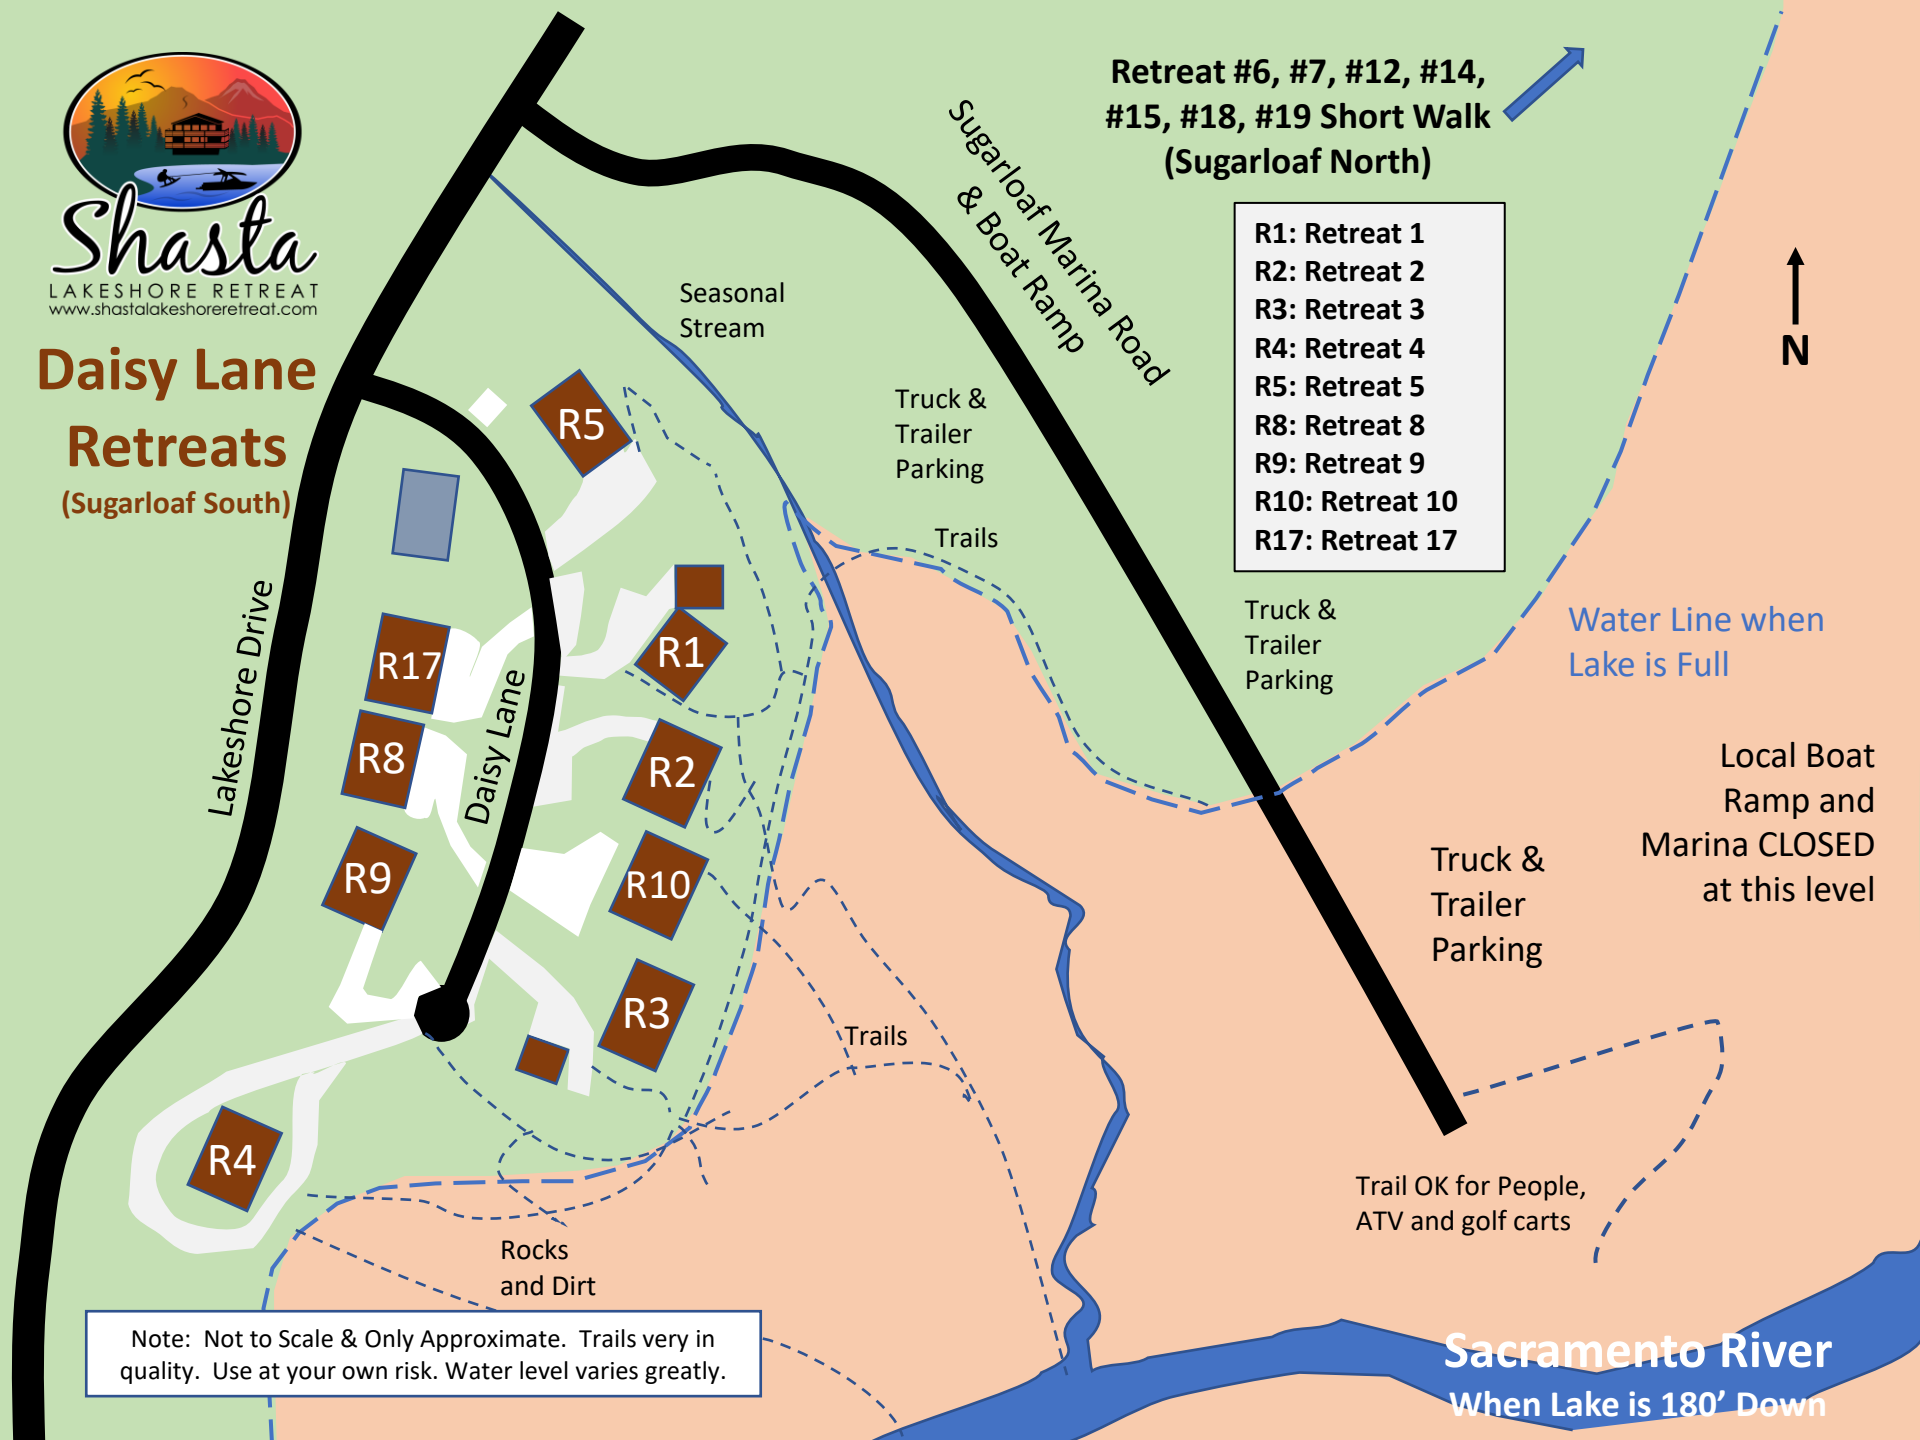 Shasta
LAKESHORE RETREAT
www.shastalakeshoreretreat.com
Daisy Lane
Retreats
(Sugarloaf South)
Retreat #6, #7, #12, #14,
#15, #18, #19 Short Walk
(Sugarloaf North)
Sugarloaf Marina Road
& Boat Ramp
R1: Retreat 1
R2: Retreat 2
R3: Retreat 3
R4: Retreat 4
R5: Retreat 5
R8: Retreat 8
R9: Retreat 9
R10: Retreat 10
R17: Retreat 17
N
Seasonal
Stream
Truck &
Trailer
Parking
Trails
R5
R1
R17
R2
R8
R10
R9
R3
R4
Lakeshore Drive
Daisy Lane
Truck &
Trailer
Parking
Water Line when
Lake is Full
Local Boat
Ramp and
Marina CLOSED
at this level
Truck &
Trailer
Parking
Trails
Trail OK for People,
ATV and golf carts
Rocks
and Dirt
Note:  Not to Scale & Only Approximate.  Trails very in
quality.  Use at your own risk. Water level varies greatly.
Sacramento River
When Lake is 180’ Down